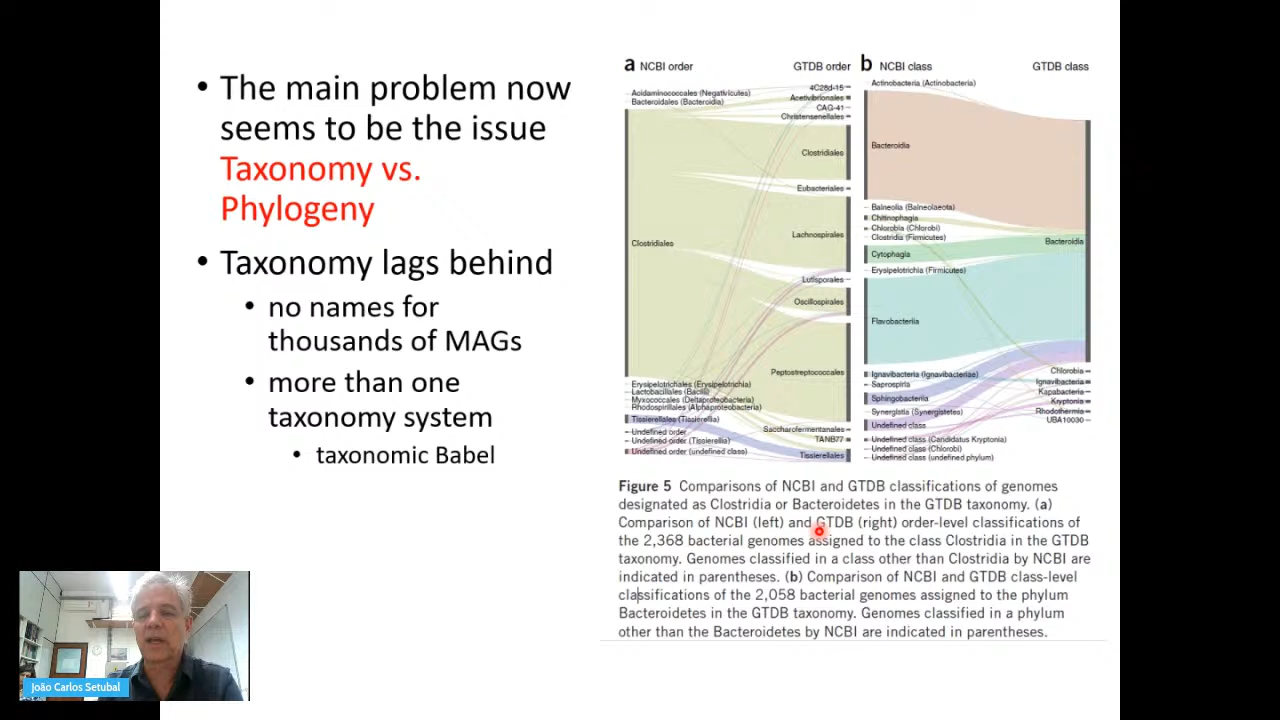 • The main problem now
seems to be the issue
Taxonomy vs.
Phylogeny
• Taxonomy lags behind
• no names for
thousands of MAGs
• more than one
taxonomy system
• taxonomic Babel
a NCBI order GTDB order
Acidaminococcales (Negativicutes)
Bacteroidales (Bacteroidia)
Clostridiales
Erysipelotrichales (Erysipelotrichia)
Lactobacillales (Bacilli)
Myxococcales (Deltaproteobacteria)
Rhodospirillales (Alphaproteobacteria)
Tissierellales (Tissierellia)
Undefined order
Undefined order (Tissierellia)
Undefined order (undefined class)
4C28d-15
Acetivibrionales
CAG-41
Christensenellales
Clostridiales
Eubacteriales
Lachnospirales
Lutisporales
Oscillospirales
Peptostreptococcales
Saccharofermentanales
TANB77
Tissierellales
b NCBI class GTDB class
Actinobacteria (Actinobacteria)
Bacteroidia
Balneolia (Balneolaeota)
Chitinophagia
Chlorobia (Chlorobi)
Clostridia (Firmicutes)
Cytophagia
Erysipelotrichia (Firmicutes)
Flavobacteriia
Ignavibacteria (Ignavibacteriae)
Saprospiria
Sphingobacteriia
Synergistia (Synergistetes)
Undefined class
Undefined class (Candidatus Kryptonia)
Undefined class (Chlorobi)
Undefined class (undefined phylum)
Bacteroidia
Chlorobia
Ignavibacteria
Kapabacteria
Kryptonia
Rhodothermia
UBA10030
Figure 5 Comparisons of NCBI and GTDB classifications of genomes
designated as Clostridia or Bacteroidetes in the GTDB taxonomy. (a)
Comparison of NCBI (left) and GTDB (right) order-level classifications of
the 2,368 bacterial genomes assigned to the class Clostridia in the GTDB
taxonomy. Genomes classified in a class other than Clostridia by NCBI are
indicated in parentheses. (b) Comparison of NCBI and GTDB class-level
classifications of the 2,058 bacterial genomes assigned to the phylum
Bacteroidetes in the GTDB taxonomy. Genomes classified in a phylum
other than the Bacteroidetes by NCBI are indicated in parentheses.
João Carlos Setubal